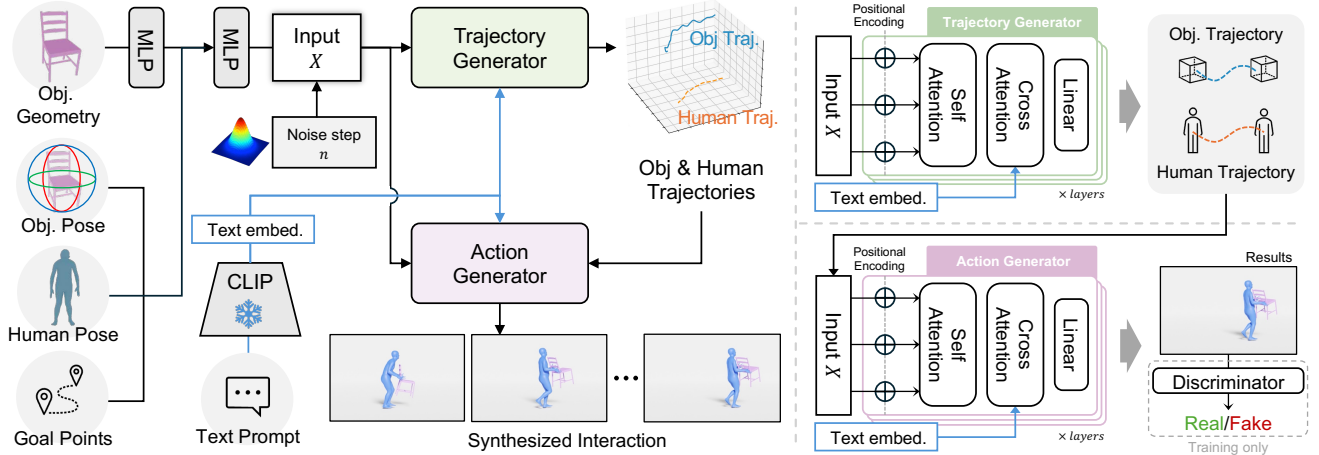 Obj.
Geometry
MLP
MLP
Input
X
Noise step
n
Trajectory
Generator
Obj Traj.
Human Traj.
Obj & Human
Trajectories
Obj. Pose
Human Pose
Goal Points
Text embed.
CLIP
Text Prompt
Action
Generator
Synthesized Interaction
Positional
Encoding
Trajectory Generator
Input X
Self
Attention
Cross
Attention
Linear
Text embed.
× layers
Obj. Trajectory
Human Trajectory
Positional
Encoding
Action Generator
Input X
Self
Attention
Cross
Attention
Linear
Text embed.
× layers
Results
Discriminator
Real/Fake
Training only